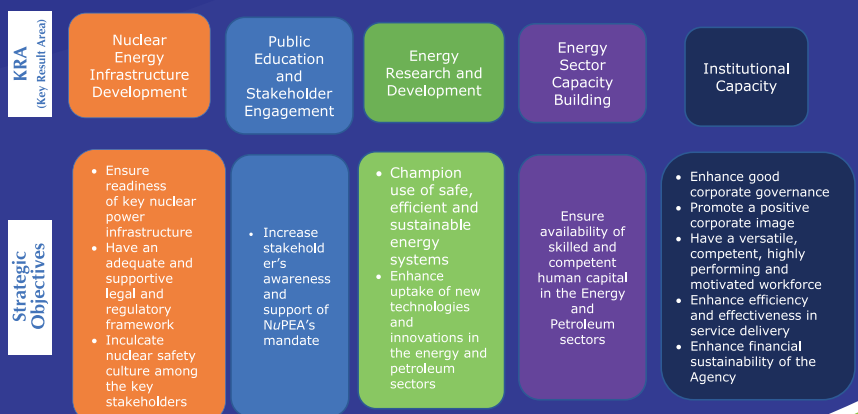 KRA
(Key Result Area)
Nuclear
Energy
Infrastructure
Development
Public
Education
and
Stakeholder
Engagement
Energy
Research and
Development
Energy
Sector
Capacity
Building
Institutional
Capacity
Strategic
Objectives
• Ensure
readiness
of key nuclear
power
infrastructure
• Have an
adequate and
supportive
legal and
regulatory
framework
• Inculcate
nuclear safety
culture among
the key
stakeholders
• Increase
stakehold
er's
awareness
and
support of
NuPEA's
mandate
• Champion
use of safe,
efficient and
sustainable
energy
systems
• Enhance
uptake of new
technologies
and
innovations in
the energy and
petroleum
sectors
Ensure
availability of
skilled and
competent
human capital
in the Energy
and
Petroleum
sectors
• Enhance good
corporate governance
• Promote a positive
corporate image
• Have a versatile,
competent, highly
performing and
motivated workforce
• Enhance efficiency
and effectiveness in
service delivery
• Enhance financial
sustainability of the
Agency